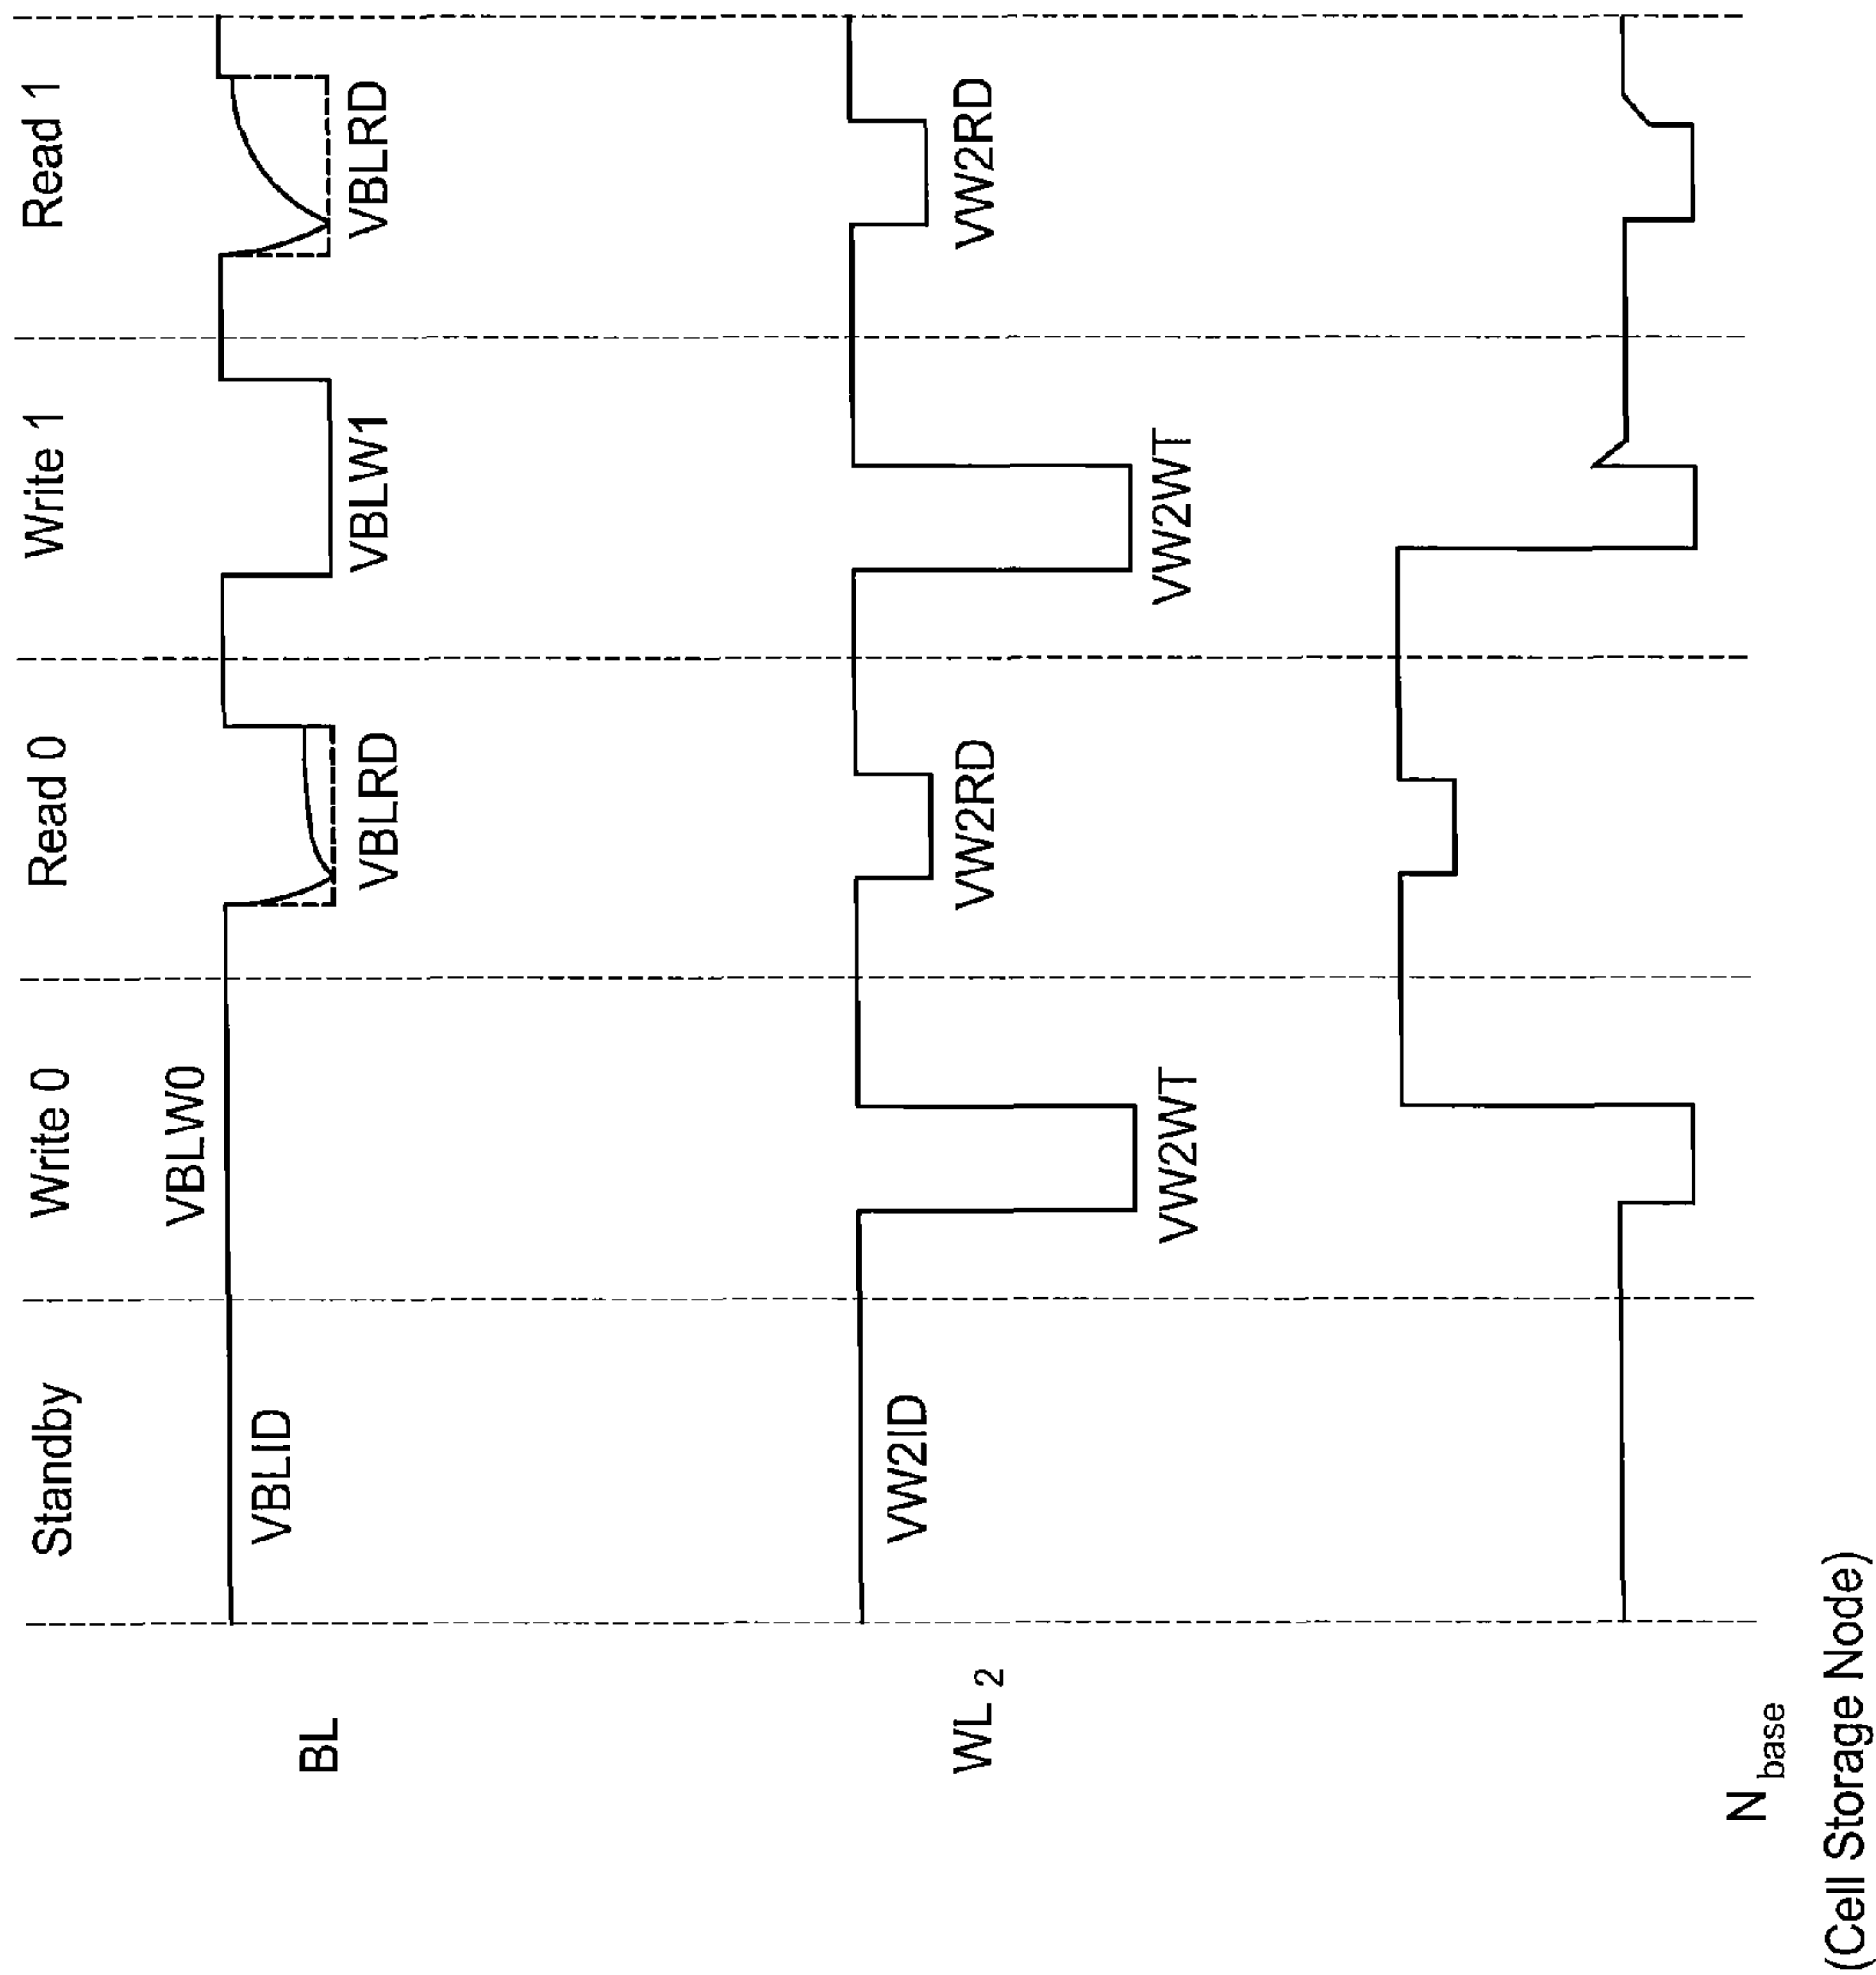 Standby Write 0 Read 0 Write 1 Read 1
VBLW0
BL VBLID VBLRD VBLW1 VBLRD
WL 2 VW2ID VW2RD VW2RD
VW2WT VW2WT
N base
(Cell Storage Node)